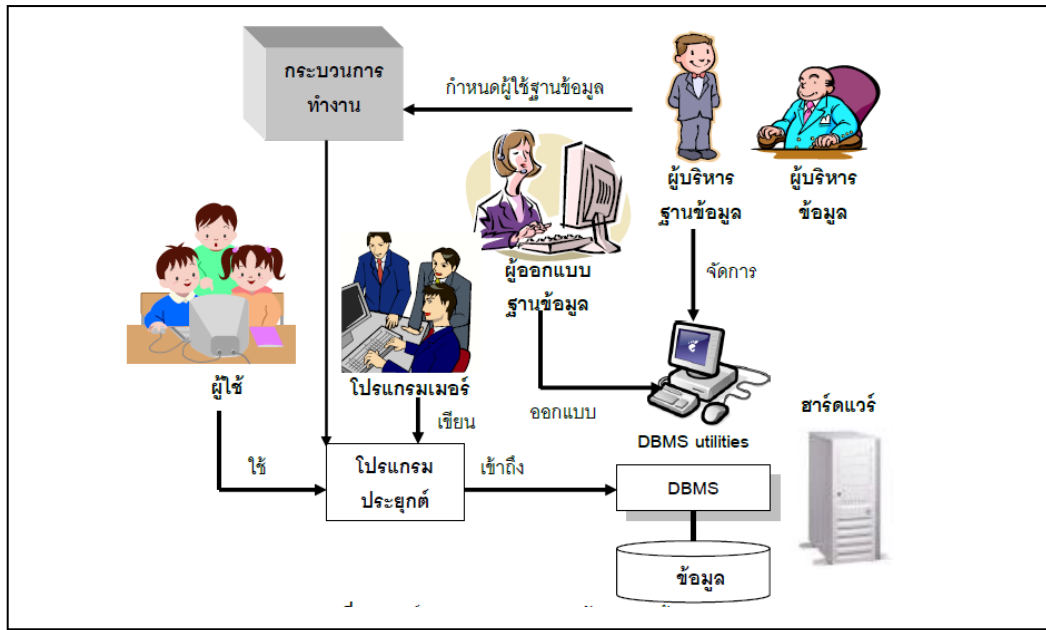 กระบวนการ
ทำงาน
กำหนดผู้ใช้ฐานข้อมูล
ผู้บริหาร
ฐานข้อมูล
ผู้บริหาร
ข้อมูล
ผู้ออกแบบ
ฐานข้อมูล
จัดการ
ผู้ใช้
โปรแกรมเมอร์
เขียน
ออกแบบ
DBMS utilities
ฮาร์ดแวร์
ใช้
โปรแกรม
ประยุกต์
เข้าถึง
DBMS
ข้อมูล